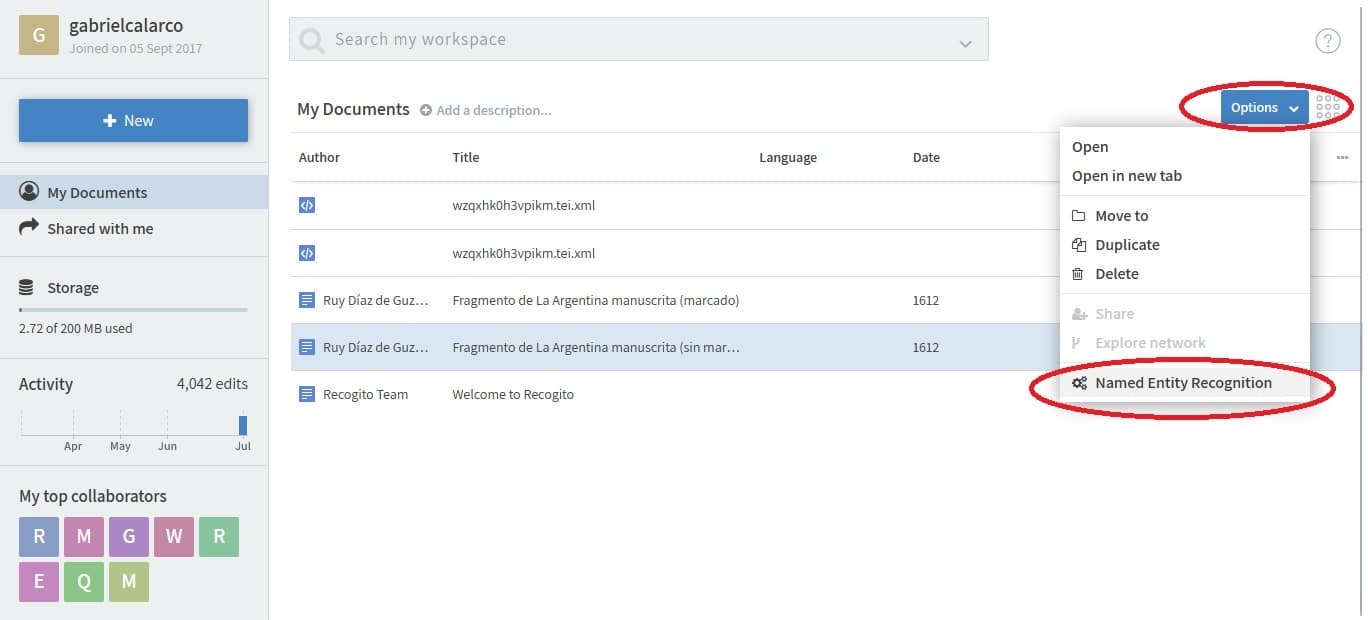 G
gabrielcalarco
Joined on 05 Sept 2017
New
My Documents
Shared with me
Storage
2.72 of 200 MB used
Activity 4,042 edits
Apr May Jun Jul
My top collaborators
R M G W R
E Q M
Search my workspace
?
My Documents Add a description...
Options
Author Title Language Date ...
</> wzqxhk0h3vpikm.tei.xml
</> wzqxhk0h3vpikm.tei.xml
Ruy Díaz de Guz... Fragmento de La Argentina manuscrita (marcado) 1612
Ruy Díaz de Guz... Fragmento de La Argentina manuscrita (sin mar... 1612
Recogito Team Welcome to Recogito
Open
Open in new tab
Move to
Duplicate
Delete
Share
Explore network
Named Entity Recognition